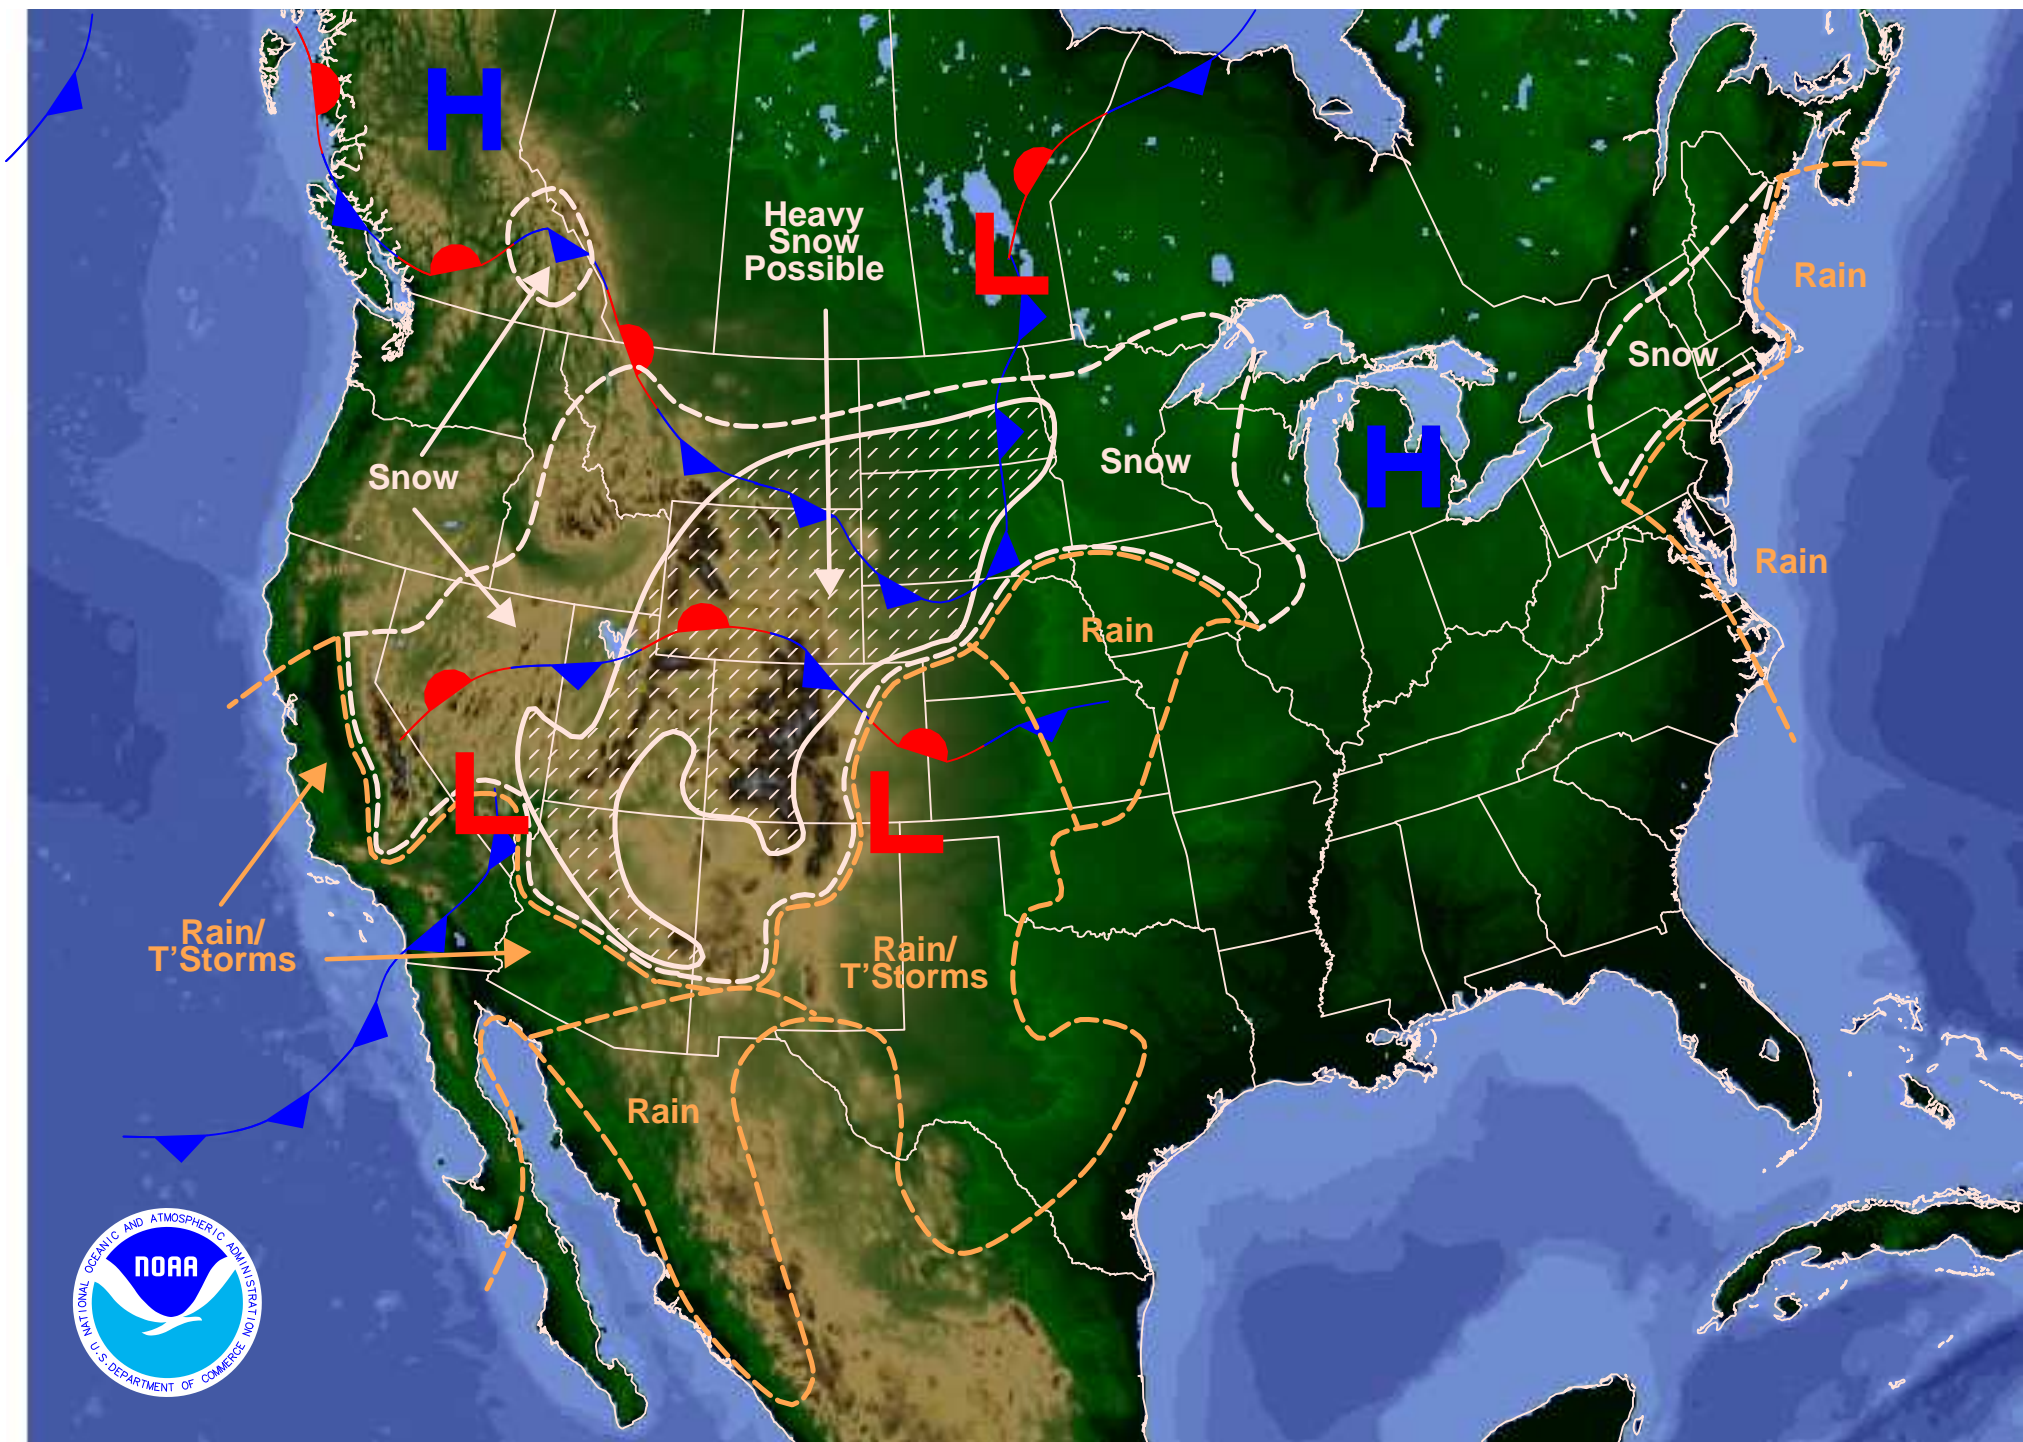 H
Heavy
Snow
Possible
L
Rain
Snow
H
Snow
Snow
Rain
Rain
L
L
Rain/
T'Storms
Rain/
T'Storms
Rain
NATIONAL OCEANIC AND ATMOSPHERIC ADMINISTRATION
NOAA
U.S. DEPARTMENT OF COMMERCE